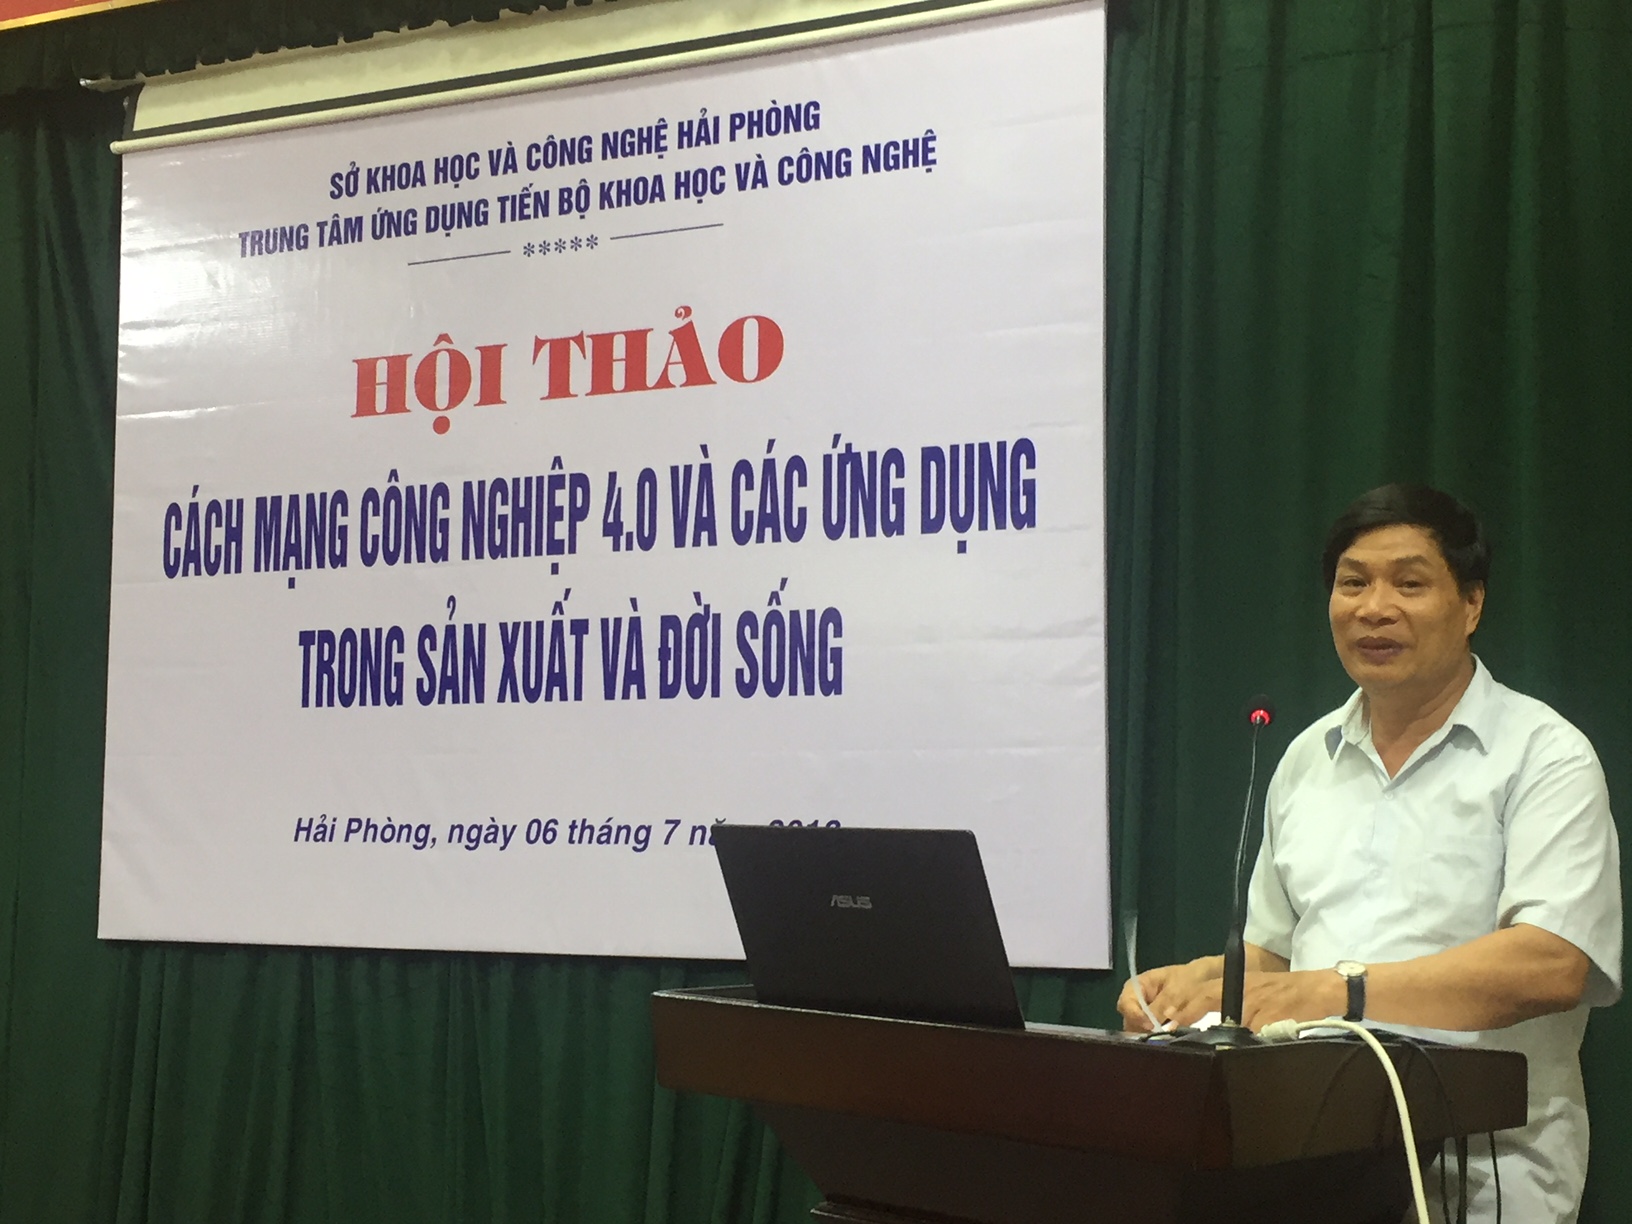 SỞ KHOA HỌC VÀ CÔNG NGHỆ HẢI PHÒNG
TRUNG TÂM ỨNG DỤNG TIẾN BỘ KHOA HỌC VÀ CÔNG NGHỆ
*****
HỘI THẢO
CÁCH MẠNG CÔNG NGHIỆP 4.0 VÀ CÁC ỨNG DỤNG
TRONG SẢN XUẤT VÀ ĐỜI SỐNG
Hải Phòng, ngày 06 tháng 7
ASUS